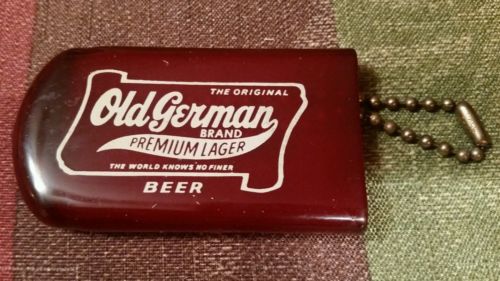 THE ORIGINAL
Old German
BRAND
PREMIUM LAGER
THE WORLD KNOWS NO FINER
BEER